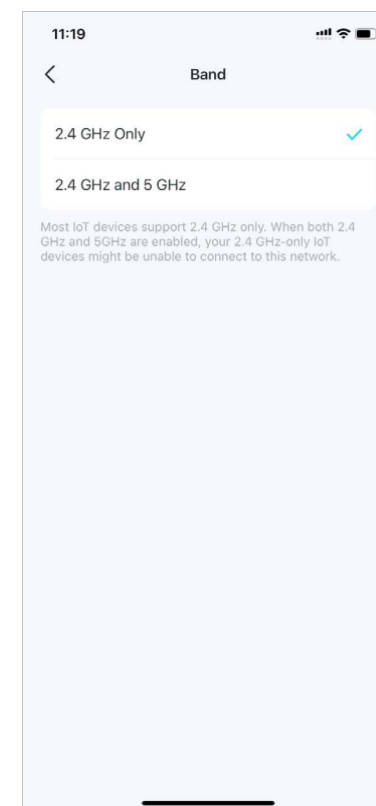 11:19
Band
2.4 GHz Only
2.4 GHz and 5 GHz
Most IoT devices support 2.4 GHz only. When both 2.4
GHz and 5GHz are enabled, your 2.4 GHz-only IoT
devices might be unable to connect to this network.